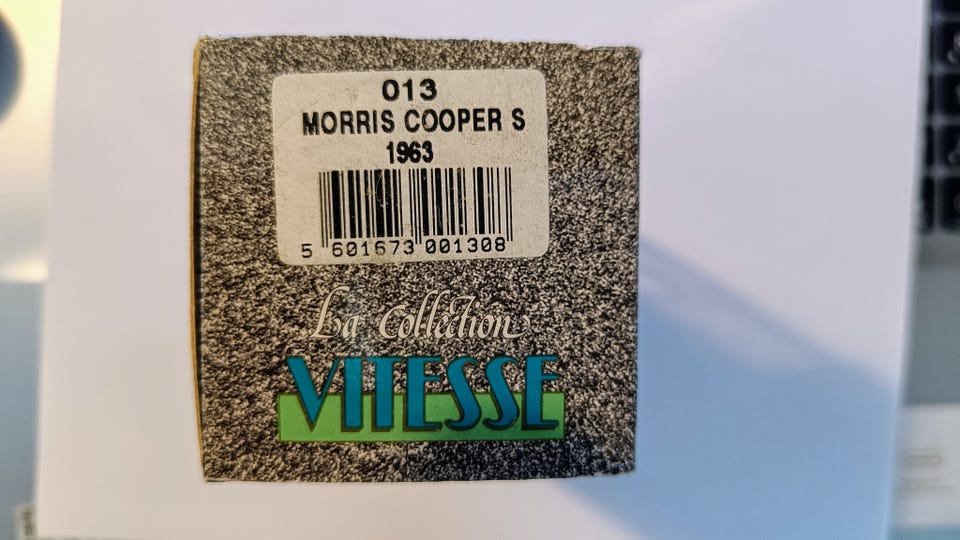 013
MORRIS COOPER S
1963
5 601673 001308
La Collection
VITESSE